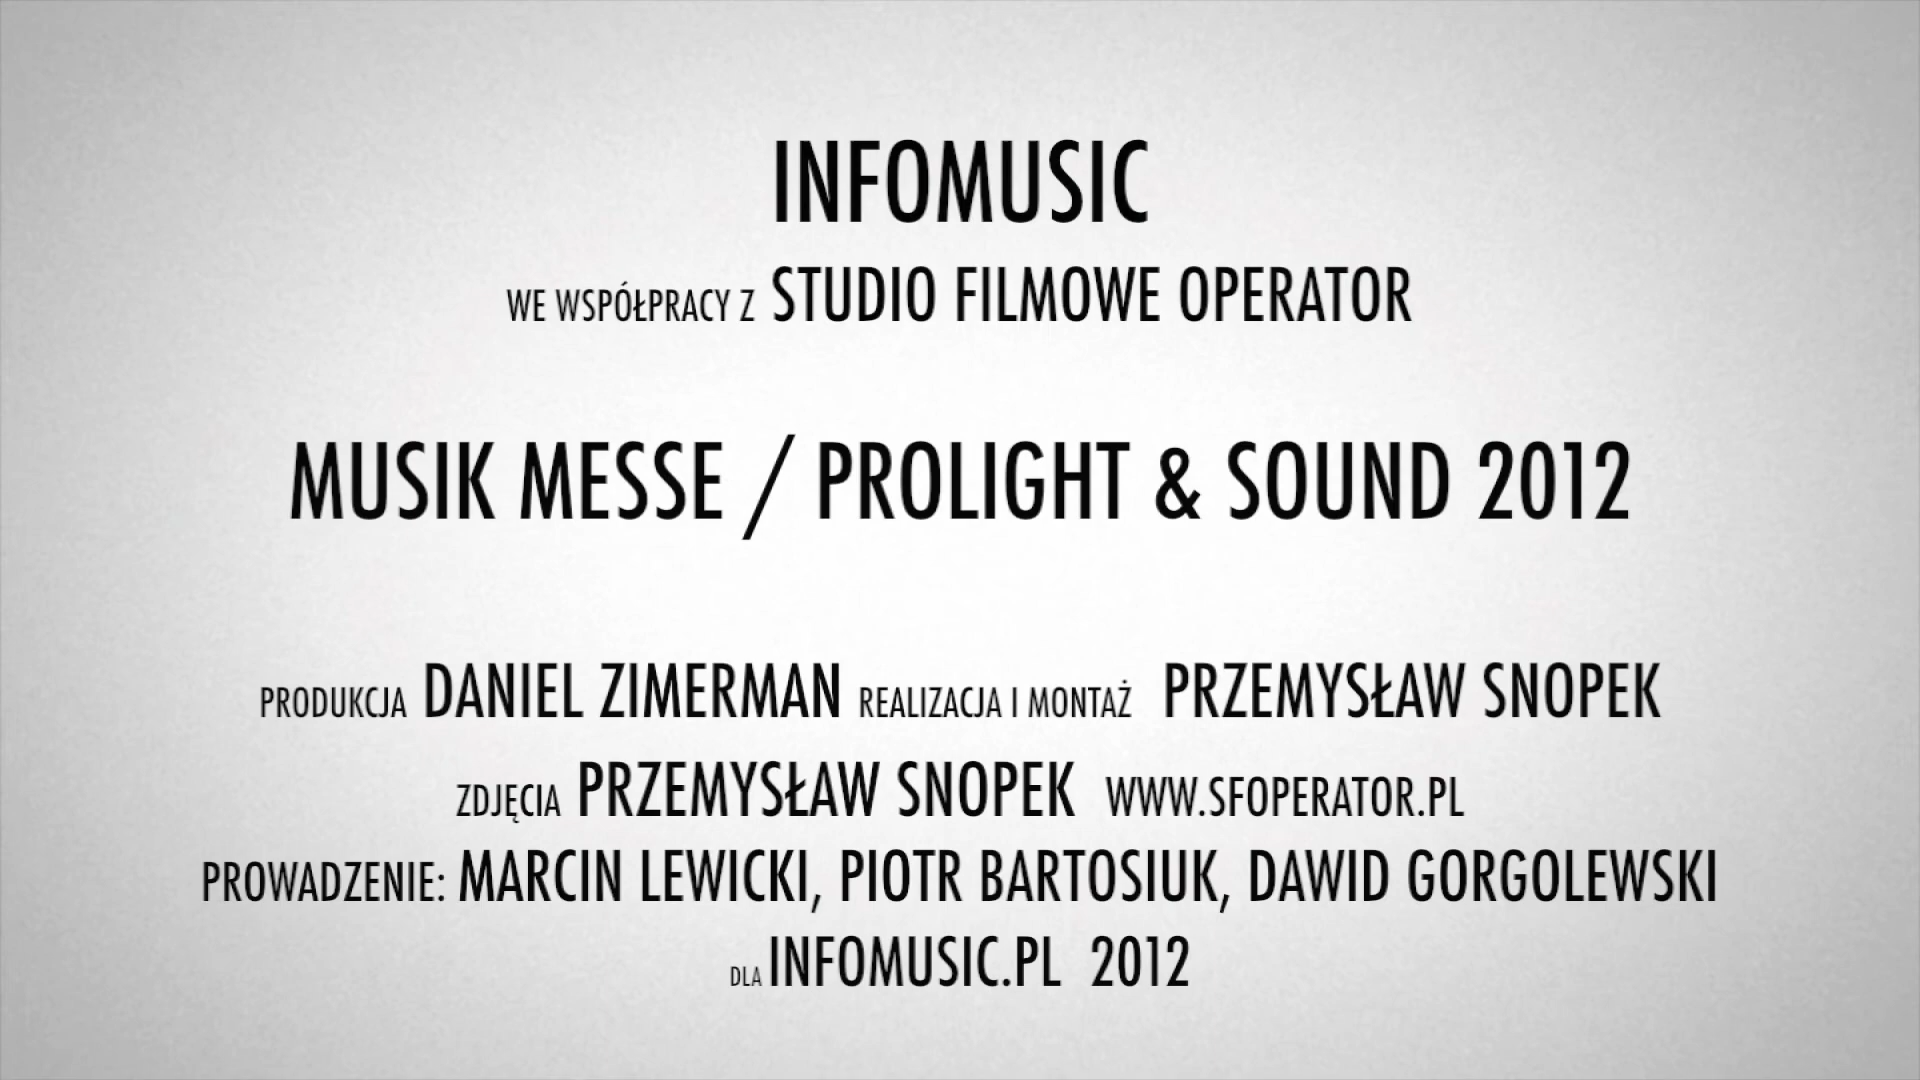 INFOMUSIC
WE WSPÓŁPRACY Z STUDIO FILMOWE OPERATOR
MUSIK MESSE / PROLIGHT & SOUND 2012
PRODUKCJA DANIEL ZIMERMAN REALIZACJA I MONTAŻ PRZEMYSŁAW SNOPEK
ZDJĘCIA PRZEMYSŁAW SNOPEK WWW.SFOPERATOR.PL
PROWADZENIE: MARCIN LEWICKI, PIOTR BARTOSIUK, DAWID GORGOLEWSKI
DLA INFOMUSIC.PL 2012